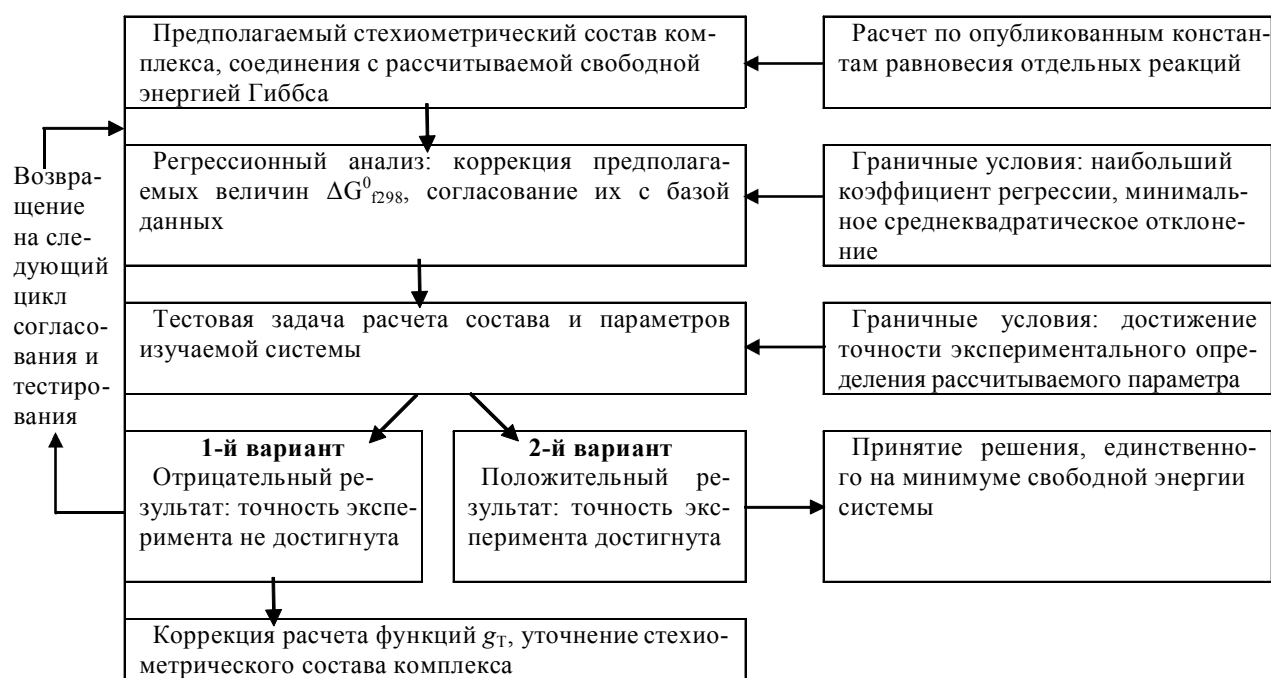 Предполагаемый стехиометрический состав ком-
плекса, соединения с рассчитываемой свободной
энергией Гиббса
Расчет по опубликованным констан-
там равновесия отдельных реакций
Возвра-
щение
на сле-
дующий
цикл
согласо-
вания и
тестиро-
вания
Регрессионный анализ: коррекция предполага-
емых величин ΔG⁰f298, согласование их с базой
данных
Граничные условия: наибольший
коэффициент регрессии, минималь-
ное среднеквадратическое отклоне-
ние
Тестовая задача расчета состава и параметров
изучаемой системы
Граничные условия: достижение
точности экспериментального опре-
деления рассчитываемого параметра
1-й вариант
Отрицательный ре-
зультат: точность экспе-
римента не достигнута
2-й вариант
Положительный ре-
зультат: точность экс-
перимента достигнута
Принятие решения, единственно-
го на минимуме свободной энергии
системы
Коррекция расчета функций gT, уточнение стехио-
метрического состава комплекса